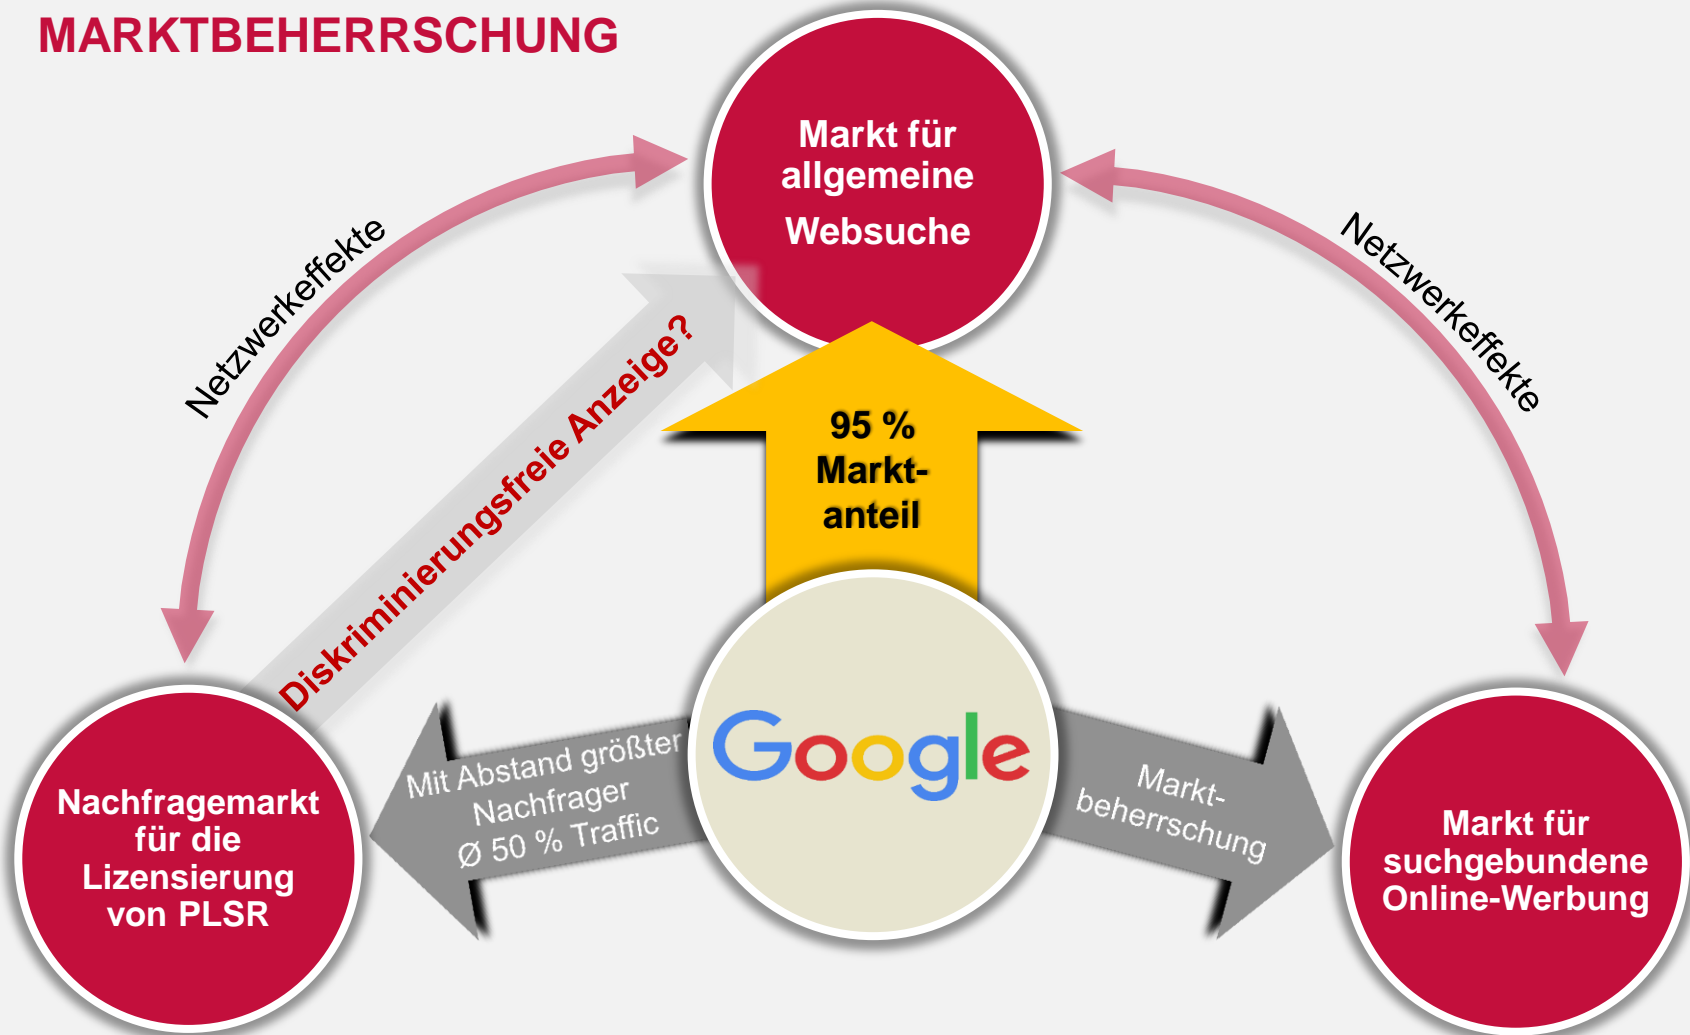 MARKTBEHERRSCHUNG
Markt für
allgemeine
Websuche
Netzwerkeffekte
Netzwerkeffekte
Diskriminierungsfreie Anzeige?
95 %
Markt-
anteil
Google
Mit Abstand größter
Nachfrager
Ø 50 % Traffic
Markt-
beherrschung
Nachfragemarkt
für die
Lizensierung
von PLSR
Markt für
suchgebundene
Online-Werbung